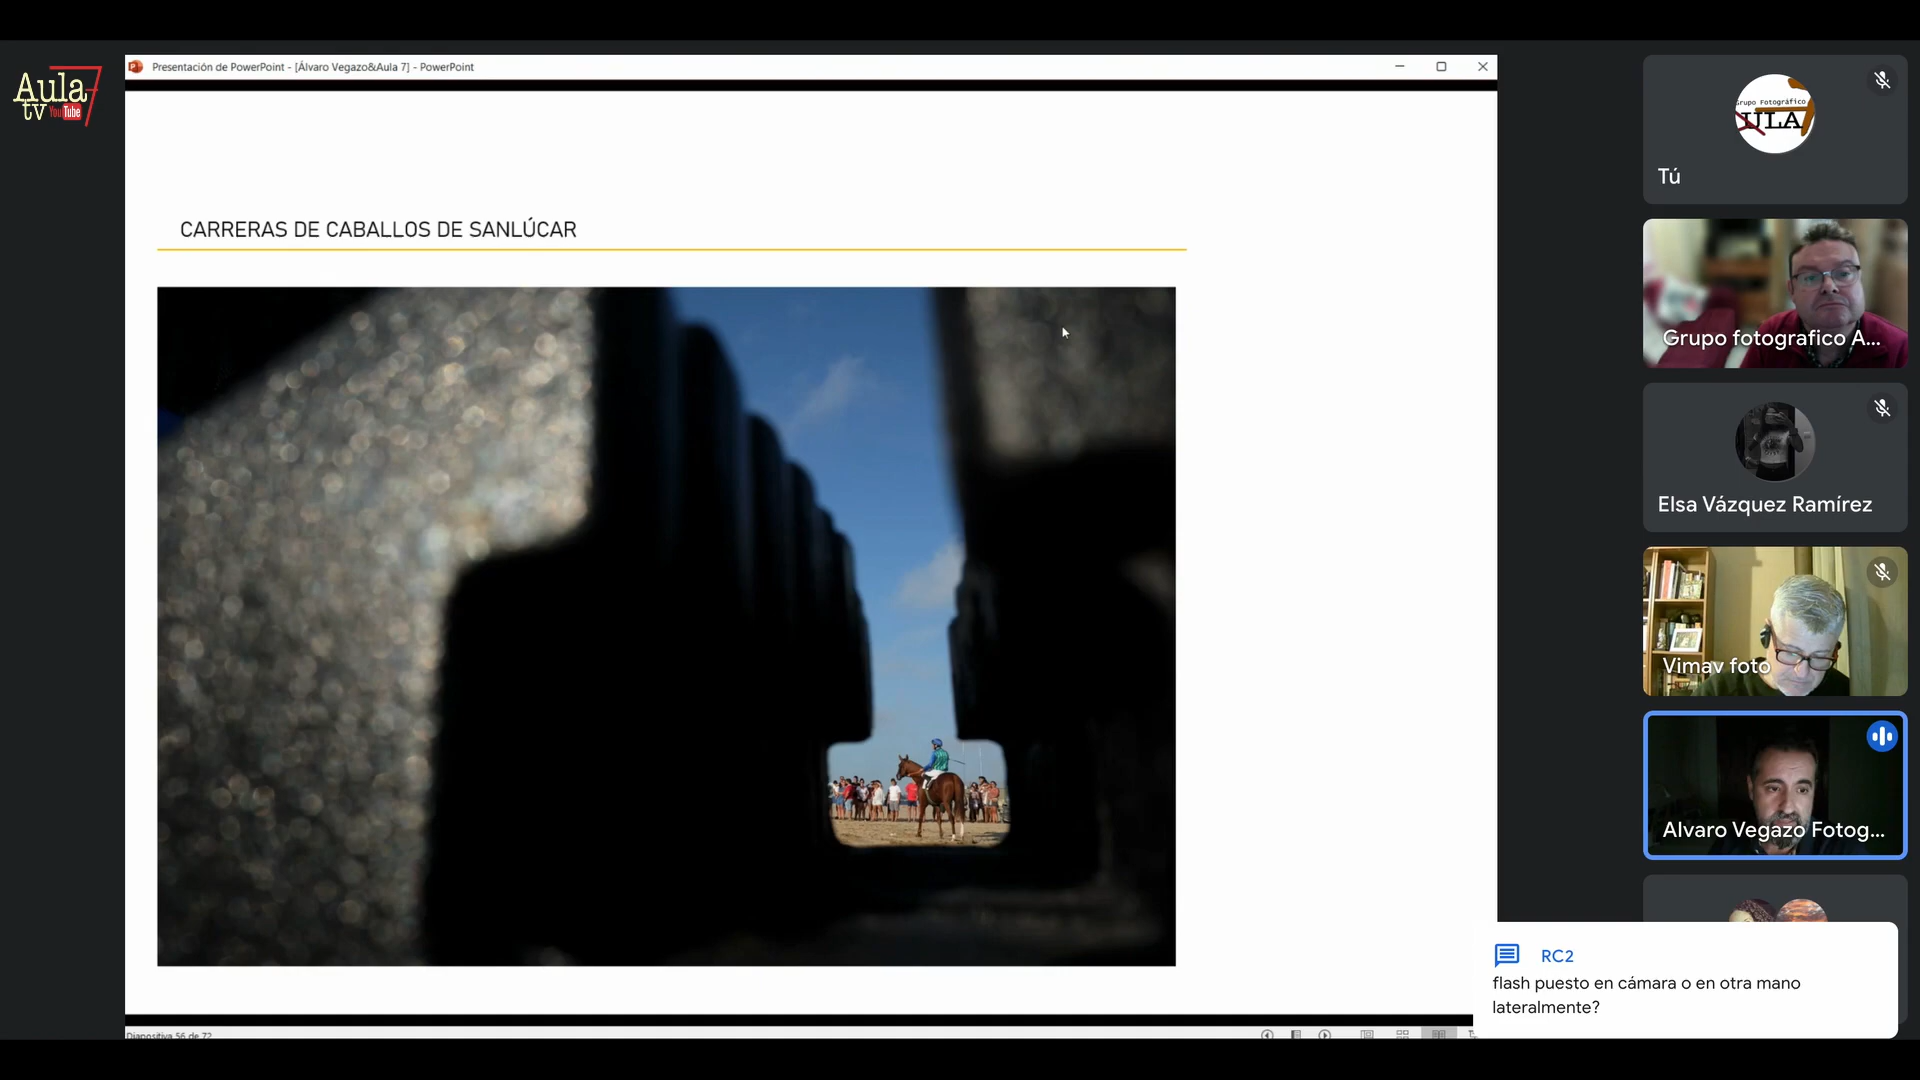 Aula 7
tv YouTube
Presentación de PowerPoint - [Álvaro Vegazo&Aula 7] - PowerPoint
CARRERAS DE CABALLOS DE SANLÚCAR
Diapositiva 56 de 72
Grupo Fotográfico
AULA
Tú
Grupo fotografico A...
Elsa Vázquez Ramírez
Vimav foto
Alvaro Vegazo Fotog...
RC2
flash puesto en cámara o en otra mano
lateralmente?